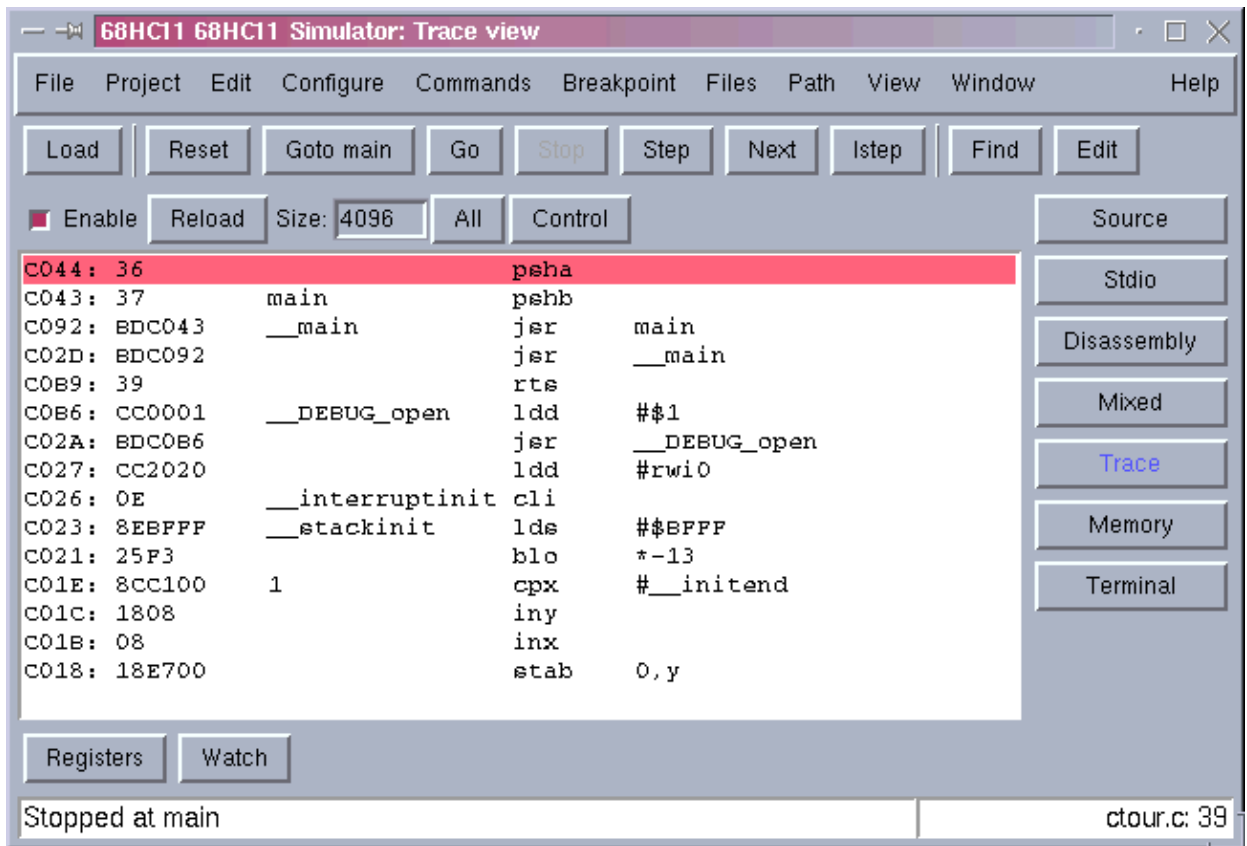 68HC11 68HC11 Simulator: Trace view
File Project Edit Configure Commands Breakpoint Files Path View Window Help
Load Reset Goto main Go Stop Step Next Istep Find Edit
Enable Reload Size: 4096 All Control
Source
Stdio
Disassembly
Mixed
Trace
Memory
Terminal
C044: 36 psha
C043: 37 main pshb
C092: BDC043 __main jsr main
C02D: BDC092 jsr __main
C0B9: 39 rts
C0B6: CC0001 __DEBUG_open ldd #$1
C02A: BDC0B6 jsr __DEBUG_open
C027: CC2020 ldd #rwi0
C026: 0E __interruptinit cli
C023: 8EBFFF __stackinit lds #$BFFF
C021: 25F3 blo *-13
C01E: 8CC100 1 cpx #__initend
C01C: 1808 iny
C01B: 08 inx
C018: 18E700 stab 0,y
Registers Watch
Stopped at main ctour.c: 39